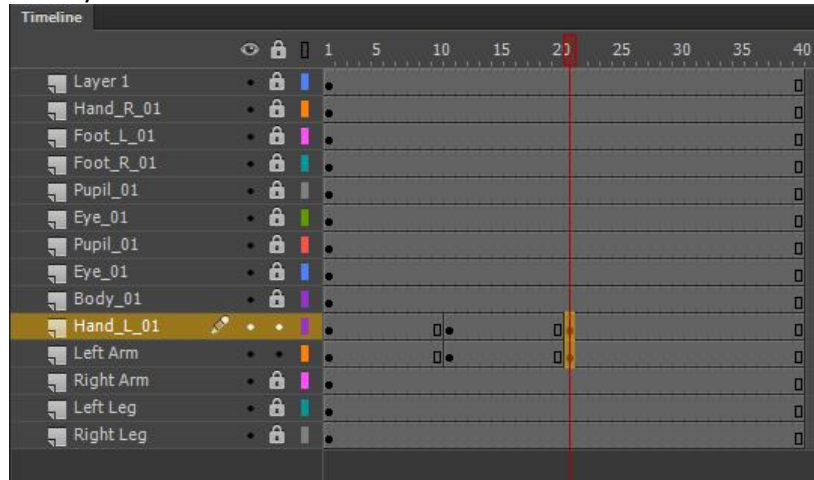 Timeline
1 5 10 15 20 25 30 35 40
Layer 1
Hand_R_01
Foot_L_01
Foot_R_01
Pupil_01
Eye_01
Pupil_01
Eye_01
Body_01
Hand_L_01
Left Arm
Right Arm
Left Leg
Right Leg